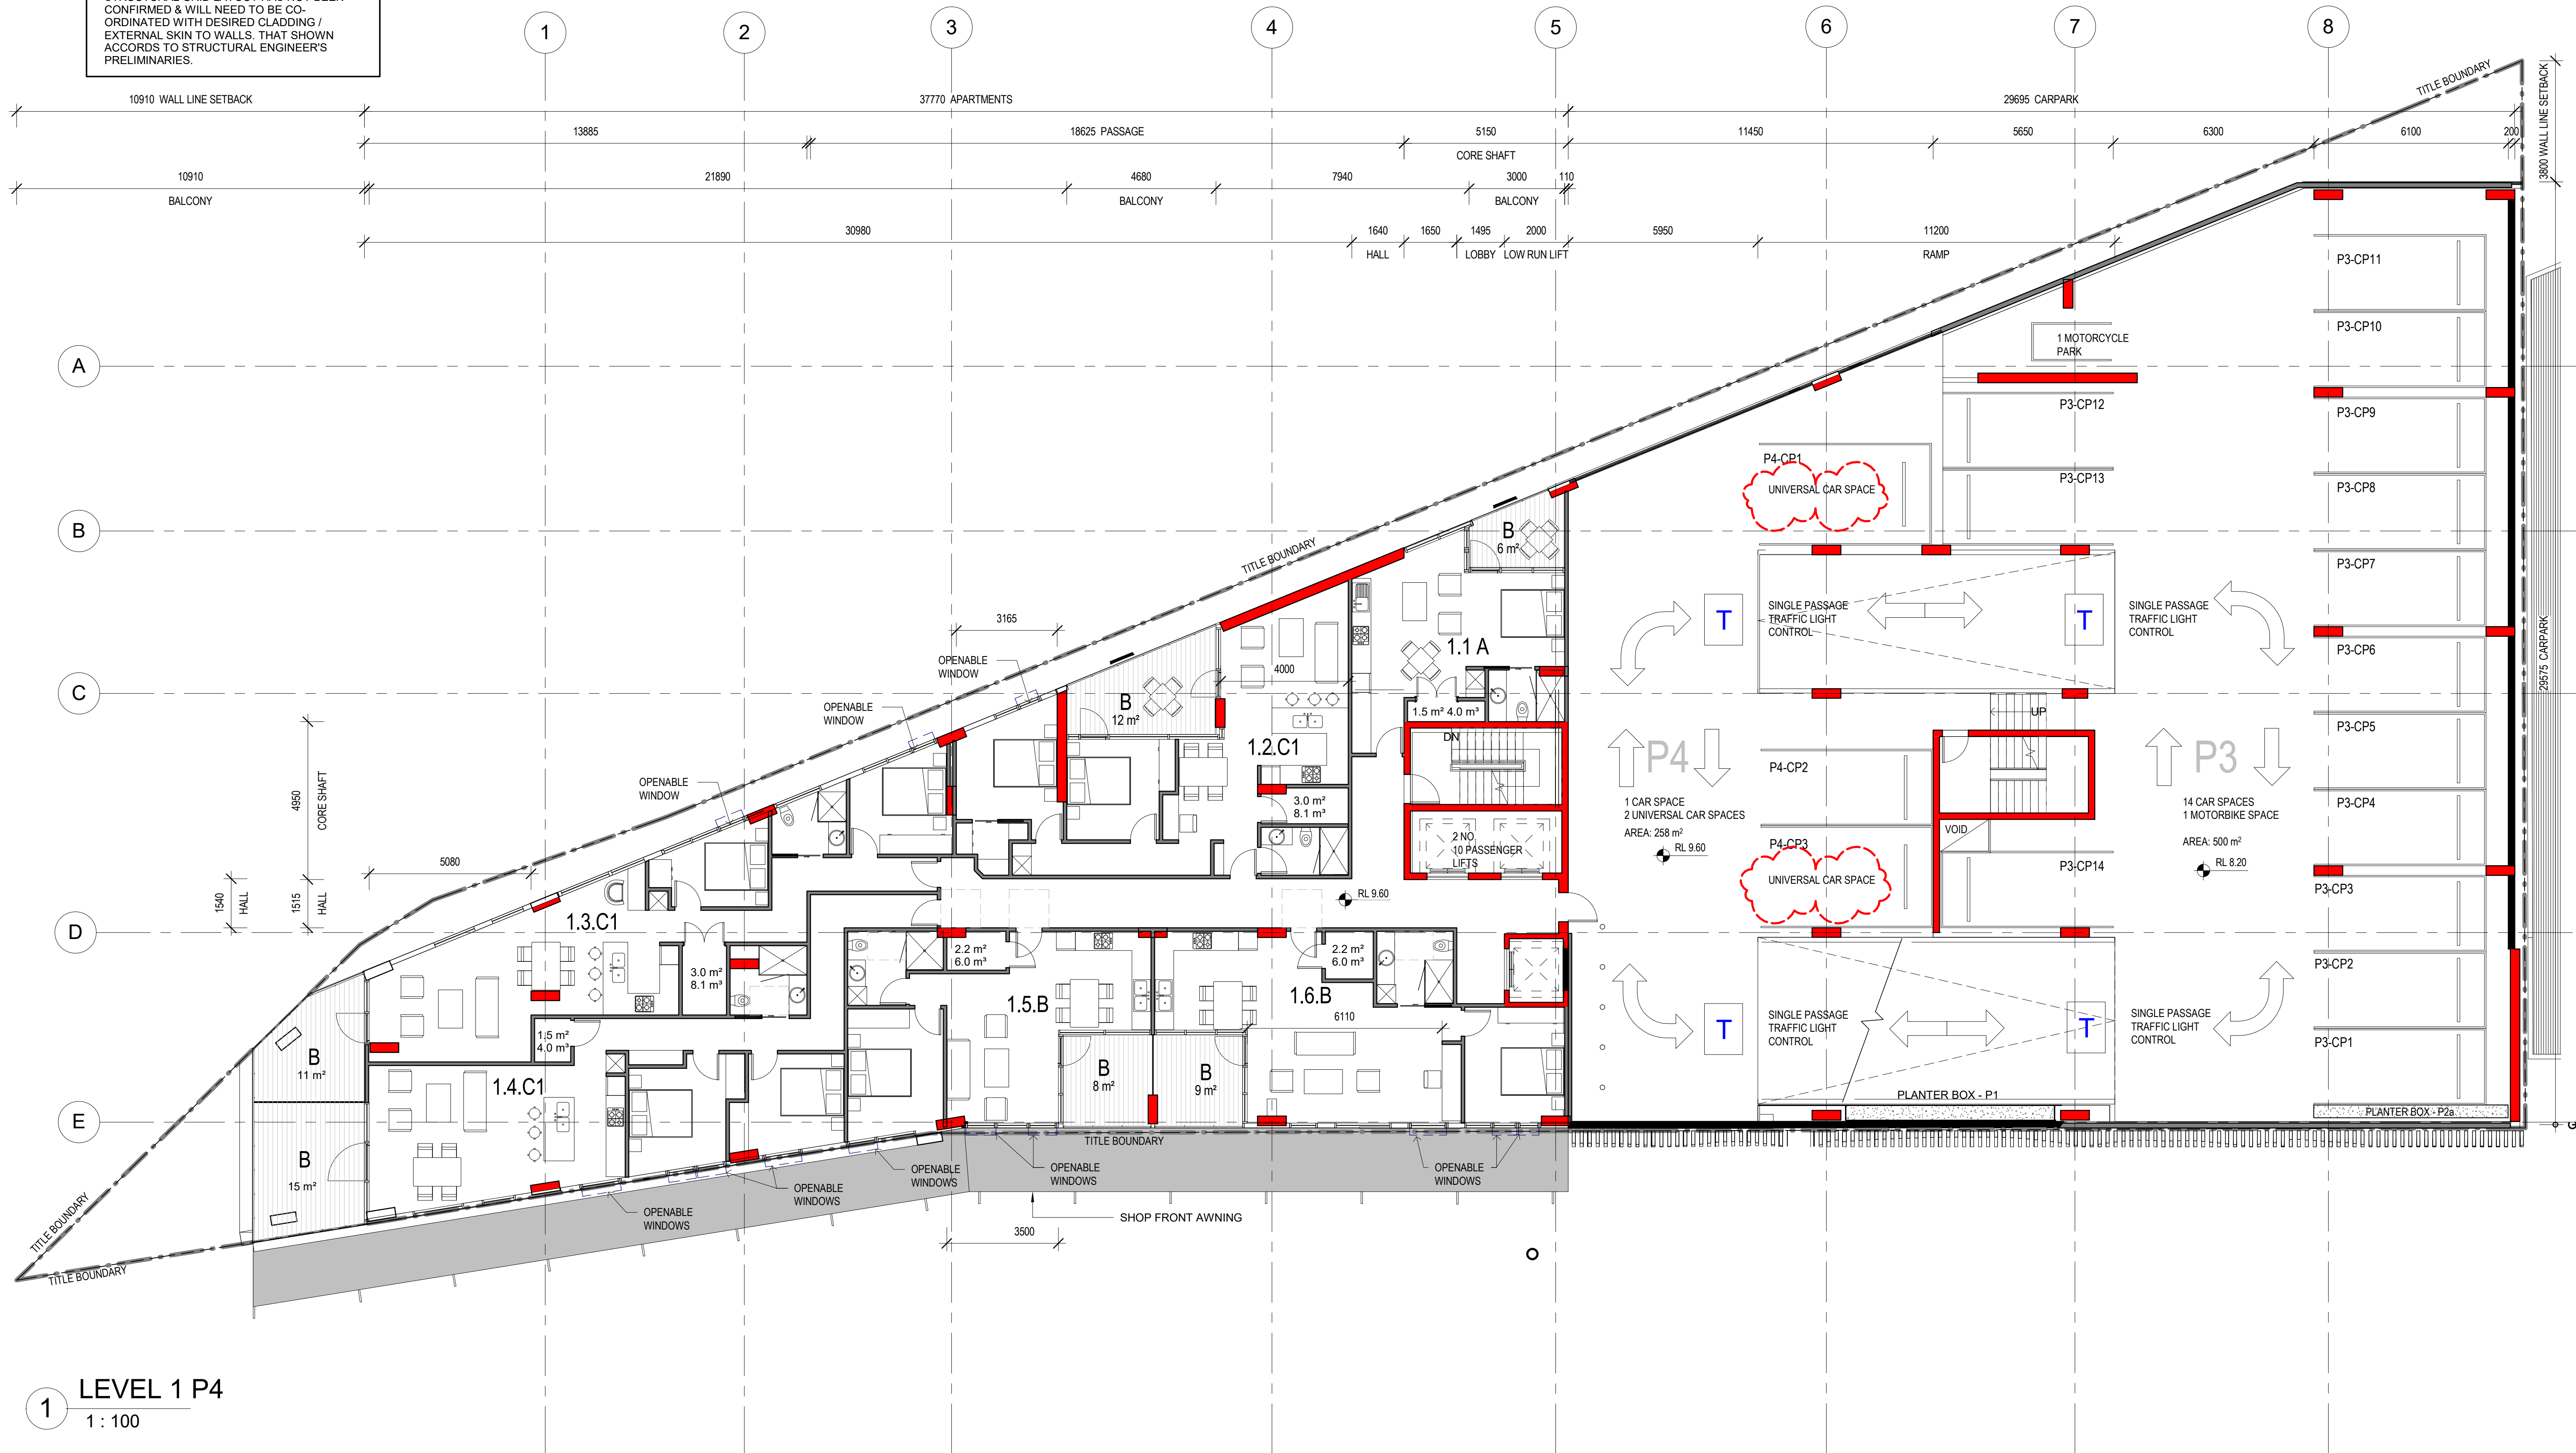 CONFIRMED & WILL NEED TO BE CO-
ORDINATED WITH DESIRED CLADDING /
EXTERNAL SKIN TO WALLS. THAT SHOWN
ACCORDS TO STRUCTURAL ENGINEER'S
PRELIMINARIES.
1
2
3
4
5
6
7
8
10910 WALL LINE SETBACK
37770 APARTMENTS
29695 CARPARK
TITLE BOUNDARY
3800 WALL LINE SETBACK
13885
18625 PASSAGE
5150
CORE SHAFT
11450
5650
6300
6100
200
10910
BALCONY
21890
4680
BALCONY
7940
3000
BALCONY
110
30980
1640
HALL
1650
1495
LOBBY
2000
LOW RUN LIFT
5950
11200
RAMP
A
B
C
D
E
P3-CP11
P3-CP10
P3-CP9
P3-CP8
P3-CP7
P3-CP6
P3-CP5
P3-CP4
P3-CP3
P3-CP2
P3-CP1
1 MOTORCYCLE
PARK
P3-CP12
P3-CP13
P4-CP1
UNIVERSAL CAR SPACE
TITLE BOUNDARY
B
6 m²
3165
OPENABLE
WINDOW
OPENABLE
WINDOW
OPENABLE
WINDOW
4000
1.1 A
1.5 m² 4.0 m³
B
12 m²
1.2.C1
DN
3.0 m²
8.1 m³
2 NO.
10 PASSENGER
LIFTS
SINGLE PASSAGE
TRAFFIC LIGHT
CONTROL
T
T
SINGLE PASSAGE
TRAFFIC LIGHT
CONTROL
29575 CARPARK
UP
P4
P3
P4-CP2
1 CAR SPACE
2 UNIVERSAL CAR SPACES
AREA: 258 m²
RL 9.60
14 CAR SPACES
1 MOTORBIKE SPACE
AREA: 500 m²
RL 8.20
VOID
P4-CP3
UNIVERSAL CAR SPACE
P3-CP14
4950
CORE SHAFT
5080
1540
HALL
1515
HALL
RL 9.60
1.3.C1
3.0 m²
8.1 m³
2.2 m²
6.0 m³
2.2 m²
6.0 m³
1.5 m²
4.0 m³
1.5.B
1.6.B
6110
B
11 m²
1.4.C1
B
8 m²
B
9 m²
B
15 m²
SINGLE PASSAGE
TRAFFIC LIGHT
CONTROL
T
T
SINGLE PASSAGE
TRAFFIC LIGHT
CONTROL
PLANTER BOX - P1
PLANTER BOX - P2a
TITLE BOUNDARY
OPENABLE
WINDOWS
OPENABLE
WINDOWS
OPENABLE
WINDOWS
OPENABLE
WINDOWS
OPENABLE
WINDOWS
SHOP FRONT AWNING
3500
TITLE BOUNDARY
TITLE BOUNDARY
1
LEVEL 1 P4
1 : 100